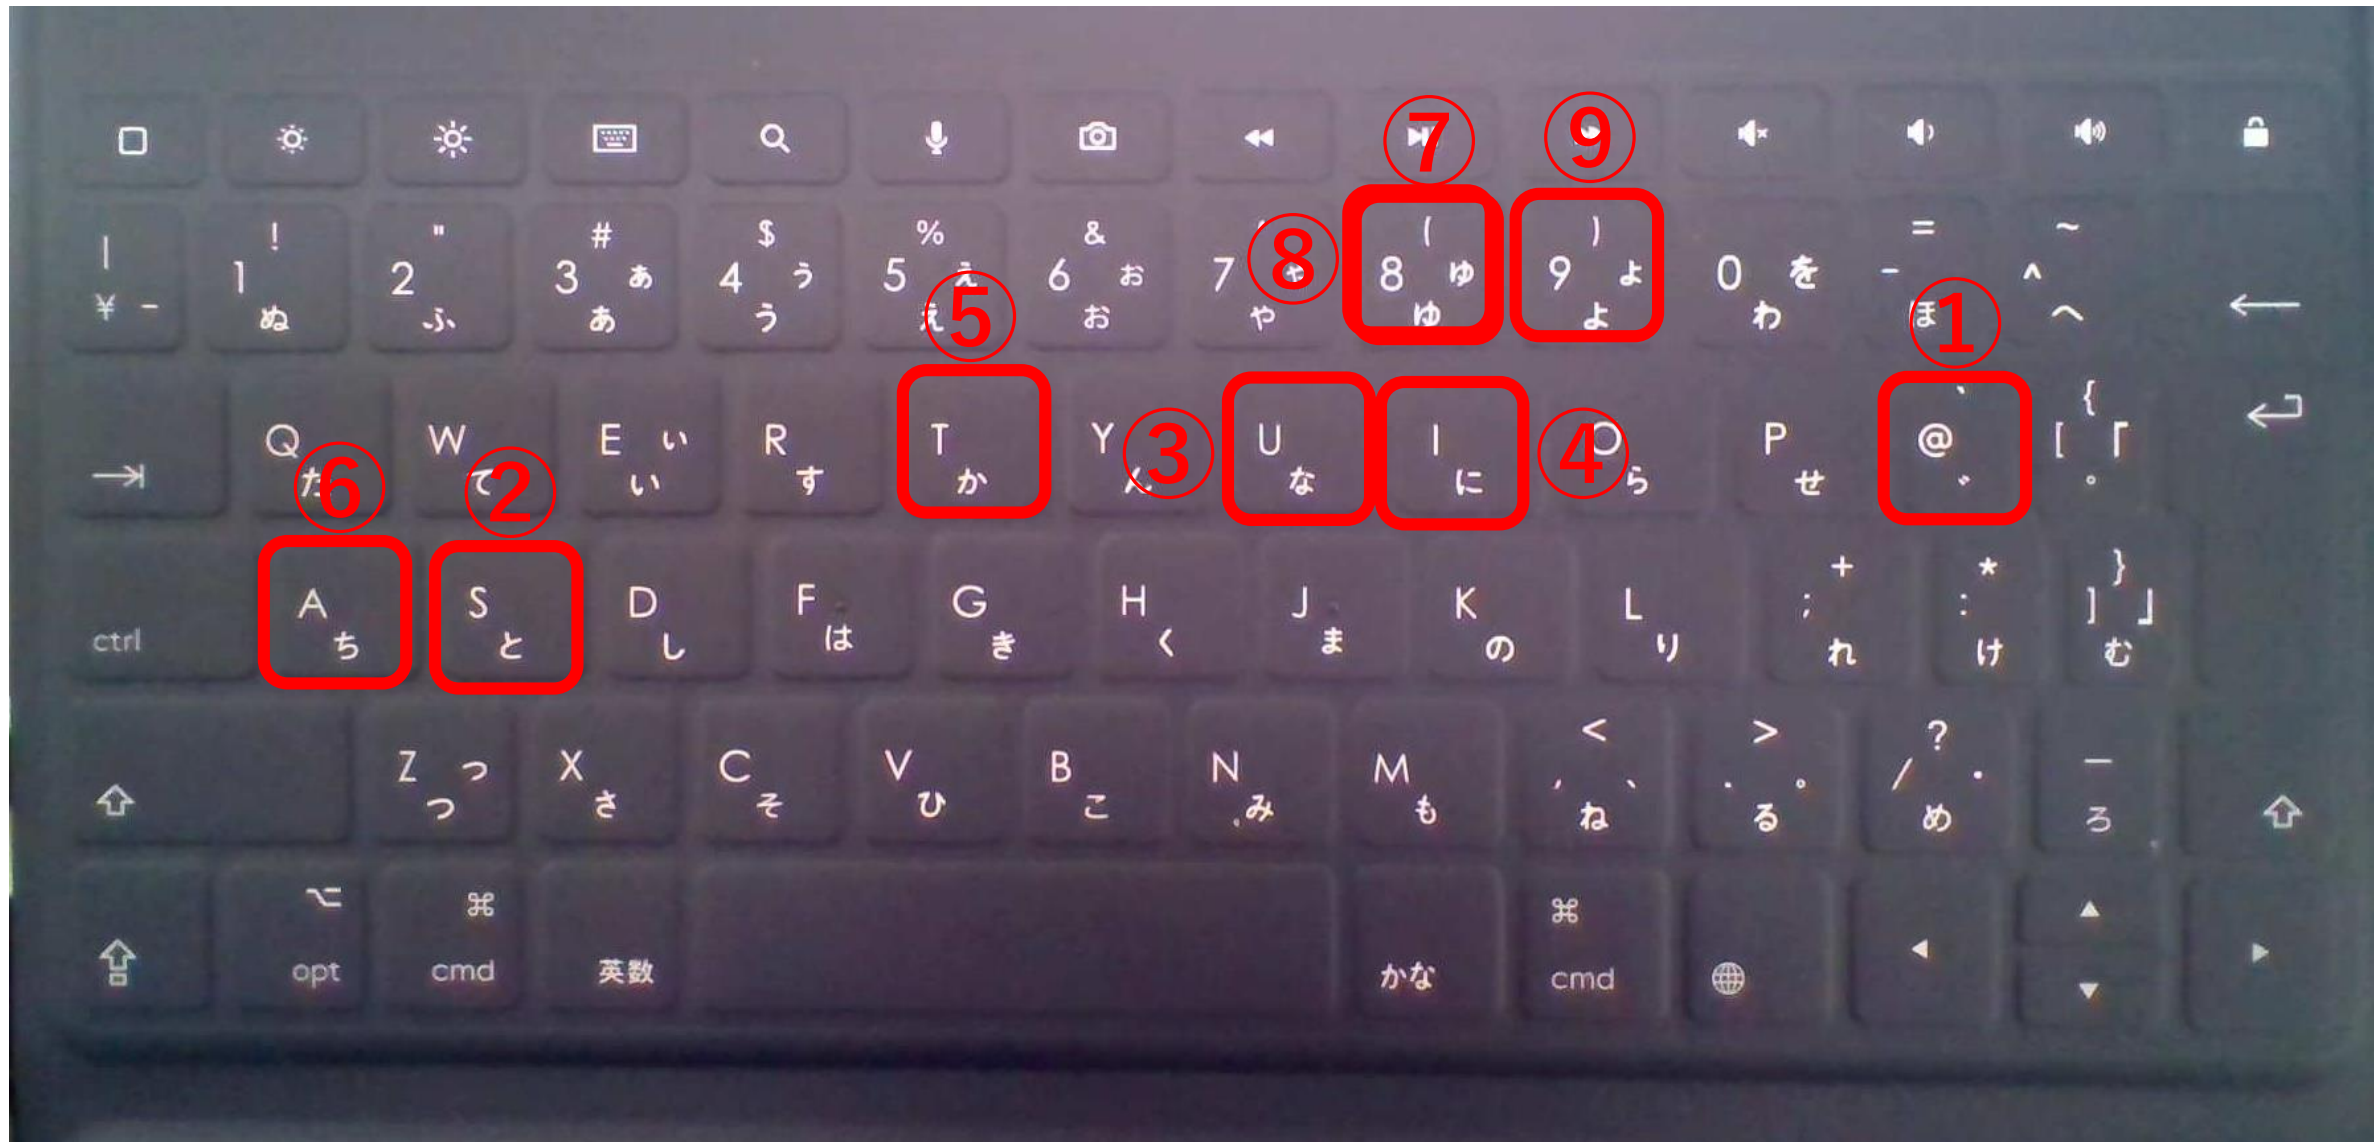 ⑦ ⑨
| ! " # $ % & ( ) = ~
¥ - 1 2 3 ぁ 4 ぅ 5 ぇ 6 ぉ 7 ゃ ⑧ 8 ゅ 9 ょ 0 を - ^
ぬ ふ あ う え お や ゆ よ わ ほ へ
⑤ ①
` {
Q W E ぃ R T Y ③ U I ④ O P @ [ 「
⑥ た ② て い す か ん な に ら せ ゛ ゜
+ * }
A S D F G H J K L ; : ] 」
ctrl ち と し は き く ま の り れ け む
< > ?
Z っ X C V B N M , 、 . 。 / ・ _
つ さ そ ひ こ み も ね る め ろ
⌥ ⌘ ⌘
opt cmd 英数 かな cmd